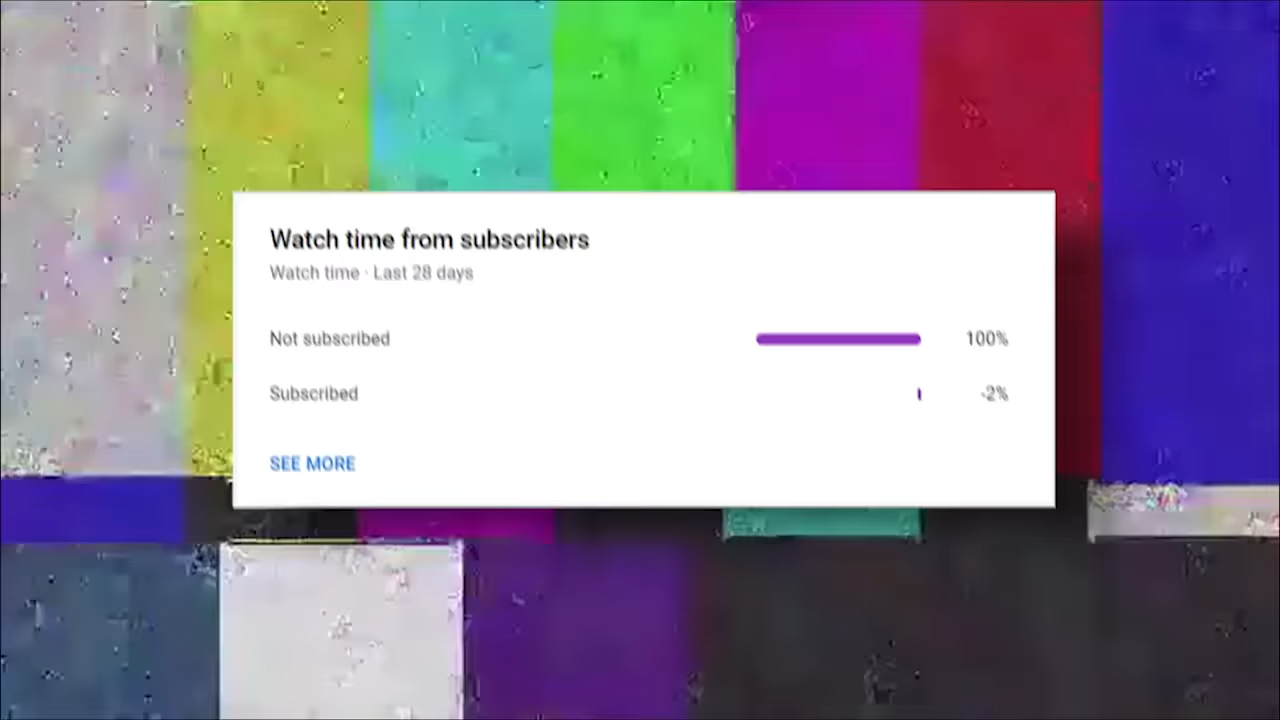 Watch time from subscribers
Watch time · Last 28 days
Not subscribed 100%
Subscribed -2%
SEE MORE